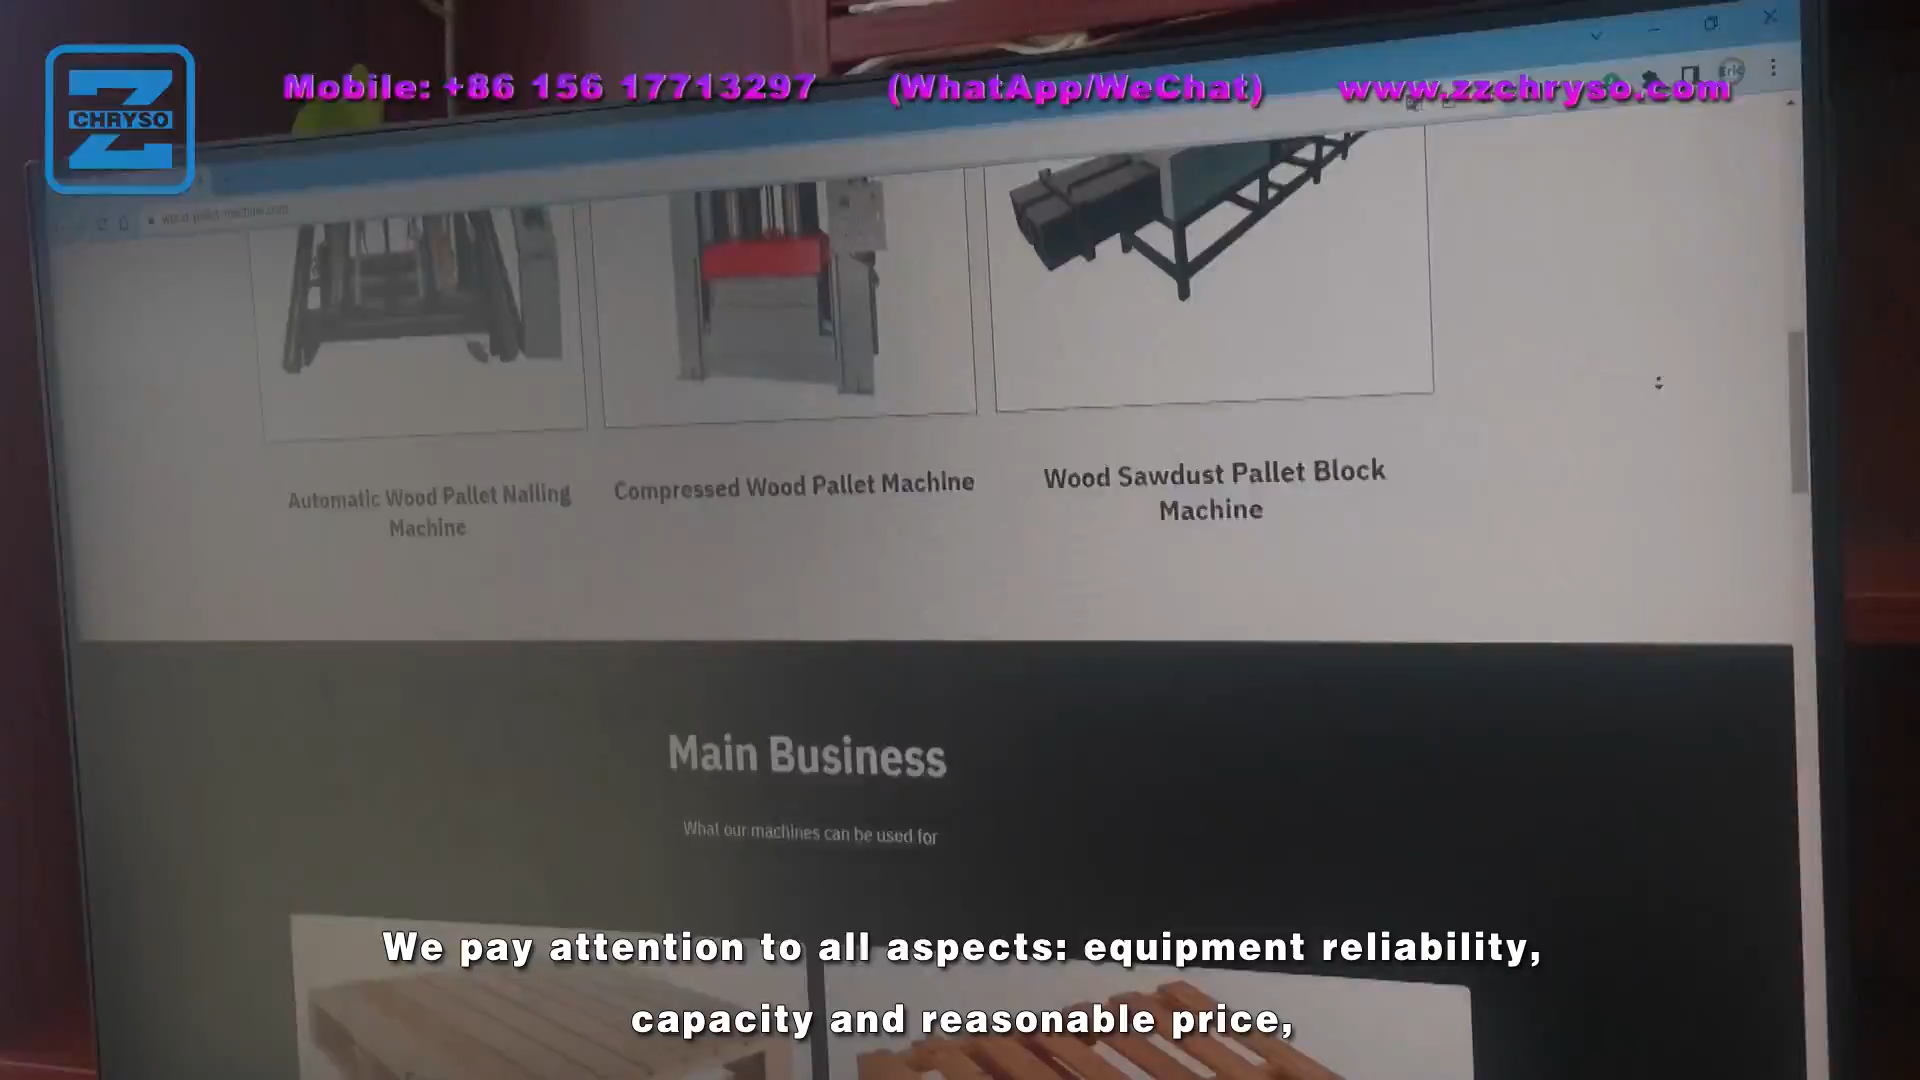 Mobile: +86 156 17713297 (WhatApp/WeChat) www.zzchryso.com
Z
CHRYSO
Eric
Automatic Wood Pallet Nailing
Machine
Compressed Wood Pallet Machine
Wood Sawdust Pallet Block
Machine
Main Business
What our machines can be used for
We pay attention to all aspects: equipment reliability,
capacity and reasonable price,